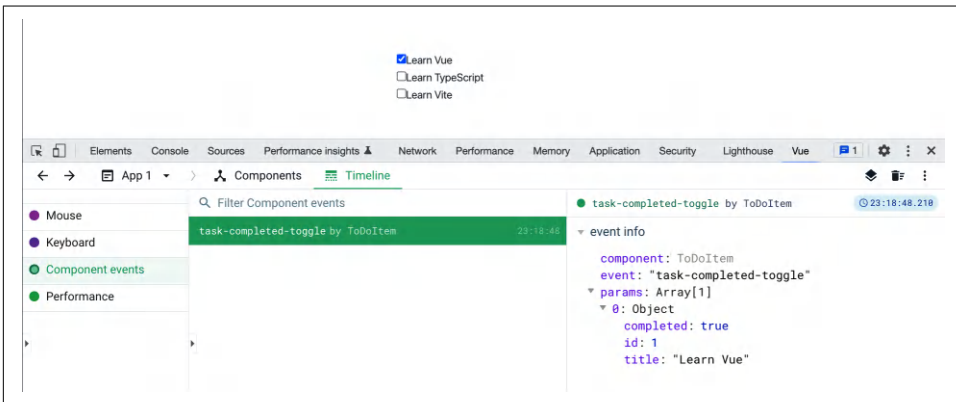 Learn Vue
Learn TypeScript
Learn Vite
Elements Console Sources Performance insights Network Performance Memory Application Security Lighthouse Vue 1
App 1 Components Timeline
Mouse
Keyboard
Component events
Performance
Filter Component events
task-completed-toggle by ToDoItem 23:18:48
task-completed-toggle by ToDoItem 23:18:48.210
event info
component: ToDoItem
event: "task-completed-toggle"
params: Array[1]
0: Object
completed: true
id: 1
title: "Learn Vue"